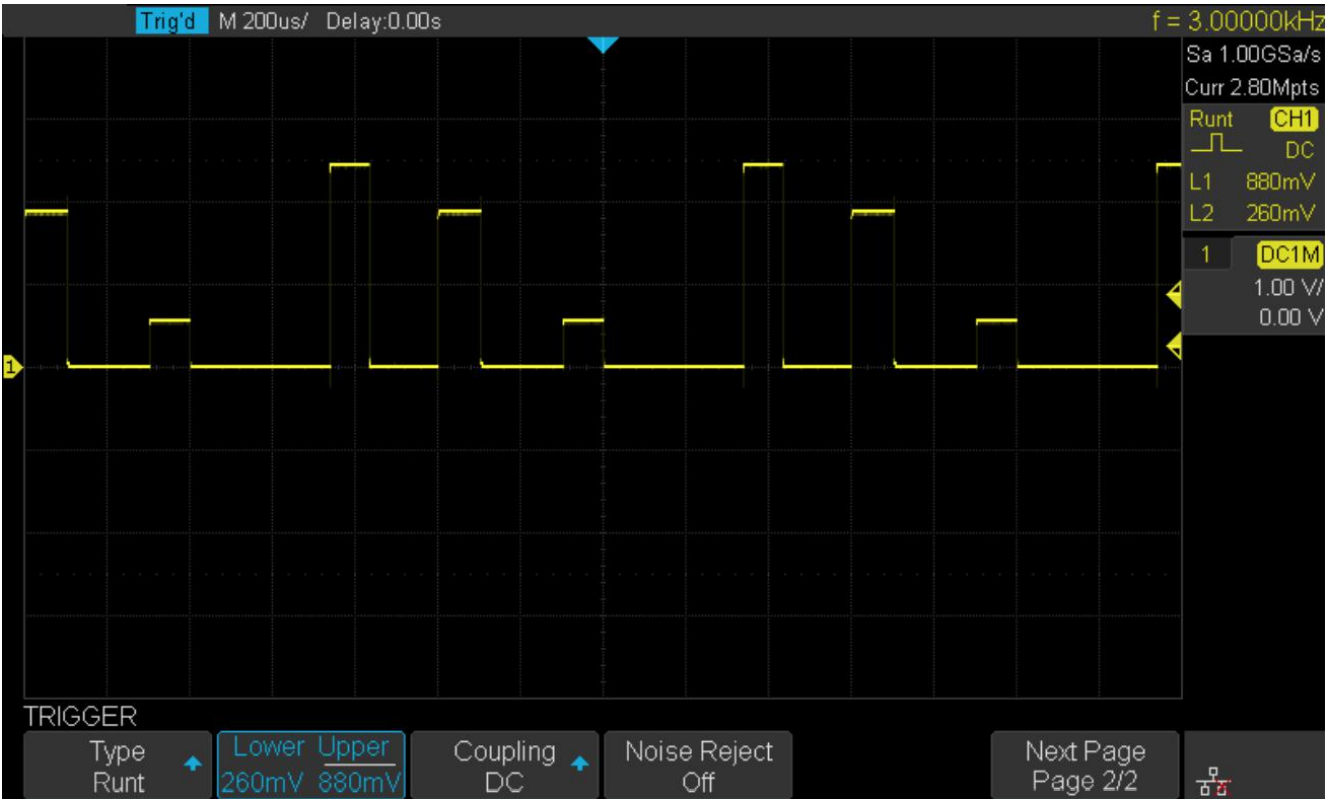 Trig'd M 200us/ Delay:0.00s f = 3.00000kHz
Sa 1.00GSa/s
Curr 2.80Mpts
Runt CH1
DC
L1 880mV
L2 260mV
1 DC1M
1.00 V/
0.00 V
1
TRIGGER
Type
Runt
Lower Upper
260mV 880mV
Coupling
DC
Noise Reject
Off
Next Page
Page 2/2